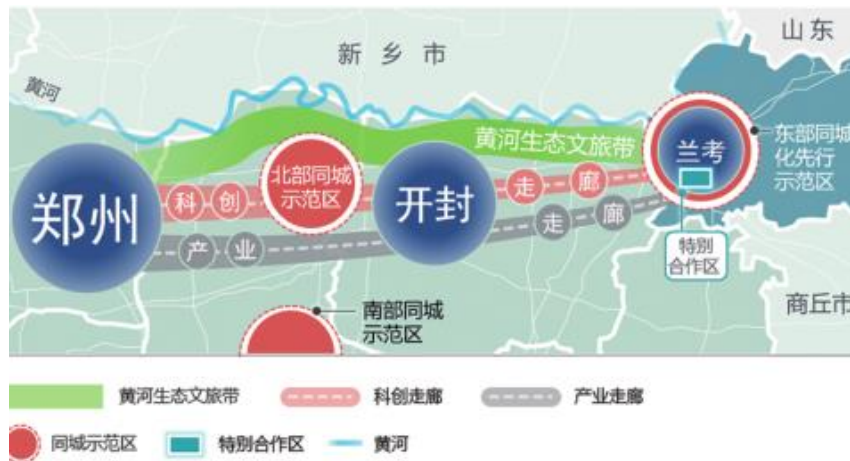 山东
新乡市
黄河
黄河生态文旅带
兰考
东部同城
化先行
示范区
北部同城
示范区
郑州
开封
科创
走廊
产业
走廊
特别
合作区
商丘市
南部同城
示范区
黄河生态文旅带
科创走廊
产业走廊
同城示范区
特别合作区
黄河